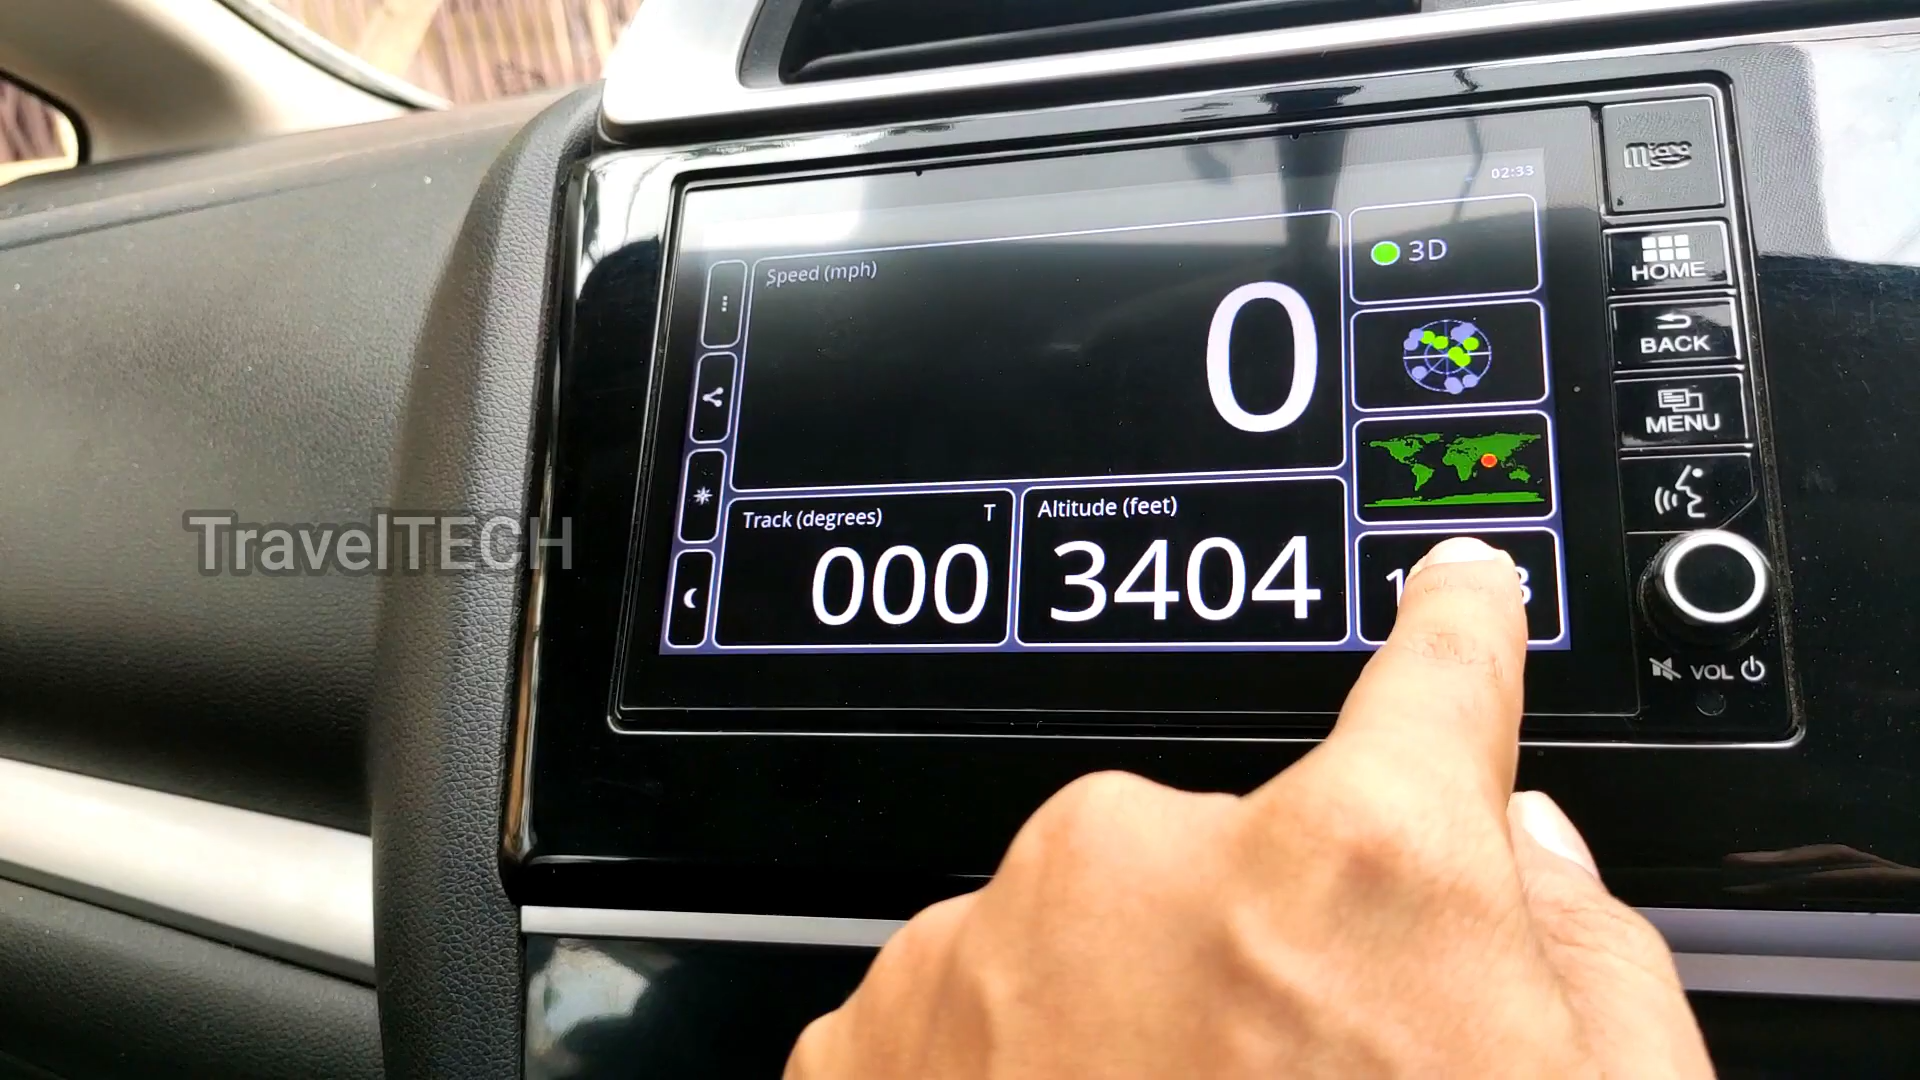 02:33
Speed (mph)
0
3D
Track (degrees)
T
000
Altitude (feet)
3404
micro
HOME
BACK
MENU
VOL
TravelTECH